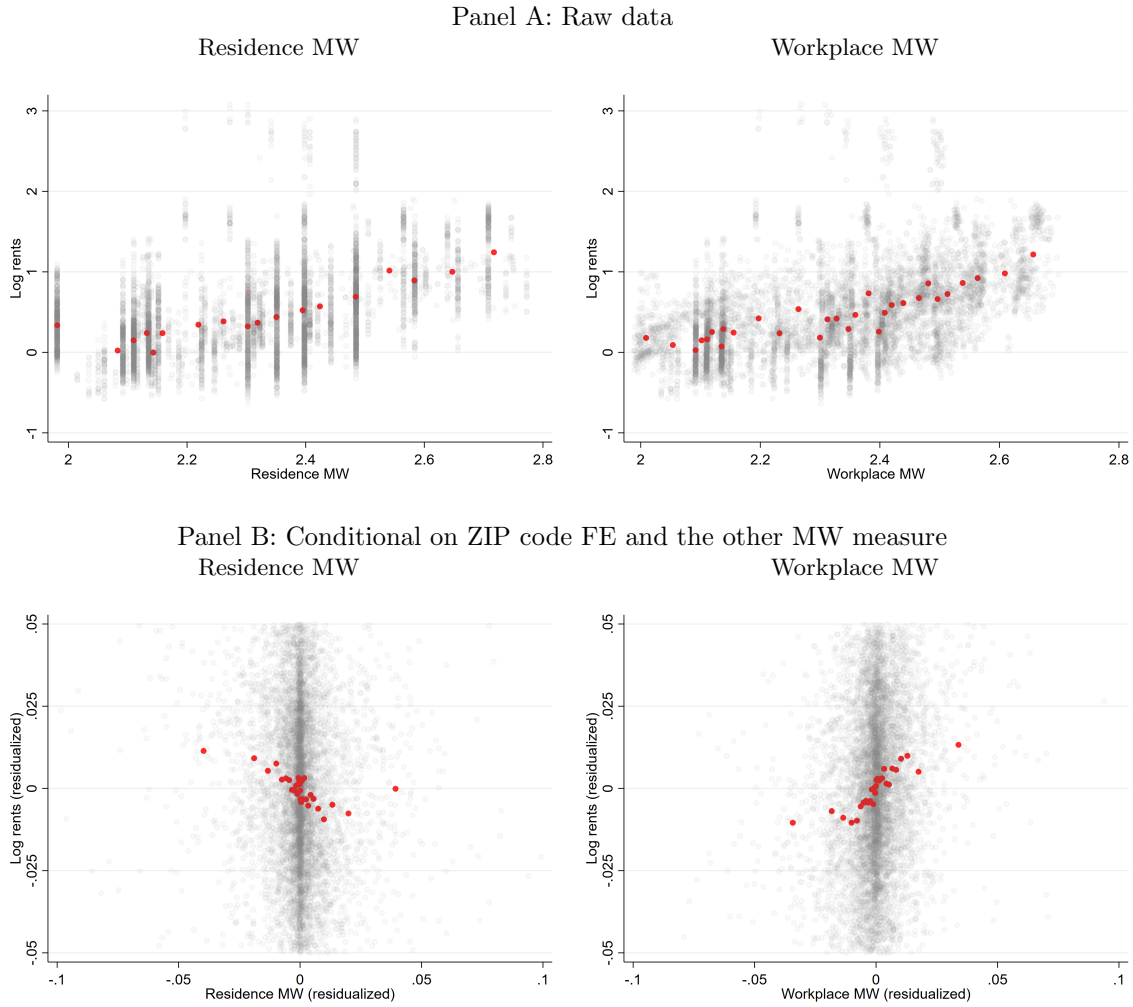 Panel A: Raw data
Residence MW
Workplace MW
Log rents
3
2
1
0
-1
2
2.2
2.4
2.6
2.8
Residence MW
Log rents
3
2
1
0
-1
2
2.2
2.4
2.6
2.8
Workplace MW
Panel B: Conditional on ZIP code FE and the other MW measure
Residence MW
Workplace MW
Log rents (residualized)
.05
.025
0
-.025
-.05
-.1
-.05
0
.05
.1
Residence MW (residualized)
Log rents (residualized)
.05
.025
0
-.025
-.05
-.1
-.05
0
.05
.1
Workplace MW (residualized)